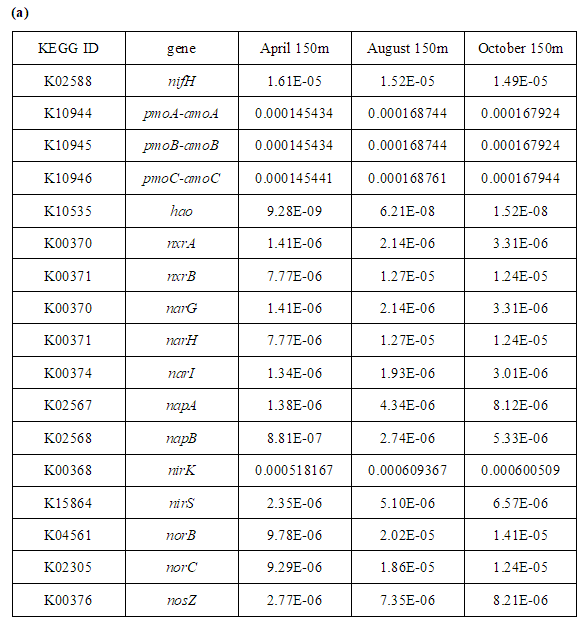 (a)
KEGG ID gene April 150m August 150m October 150m
K02588 nifH 1.61E-05 1.52E-05 1.49E-05
K10944 pmoA-amoA 0.000145434 0.000168744 0.000167924
K10945 pmoB-amoB 0.000145434 0.000168744 0.000167924
K10946 pmoC-amoC 0.000145441 0.000168761 0.000167944
K10535 hao 9.28E-09 6.21E-08 1.52E-08
K00370 nxrA 1.41E-06 2.14E-06 3.31E-06
K00371 nxrB 7.77E-06 1.27E-05 1.24E-05
K00370 narG 1.41E-06 2.14E-06 3.31E-06
K00371 narH 7.77E-06 1.27E-05 1.24E-05
K00374 narI 1.34E-06 1.93E-06 3.01E-06
K02567 napA 1.38E-06 4.34E-06 8.12E-06
K02568 napB 8.81E-07 2.74E-06 5.33E-06
K00368 nirK 0.000518167 0.000609367 0.000600509
K15864 nirS 2.35E-06 5.10E-06 6.57E-06
K04561 norB 9.78E-06 2.02E-05 1.41E-05
K02305 norC 9.29E-06 1.86E-05 1.24E-05
K00376 nosZ 2.77E-06 7.35E-06 8.21E-06